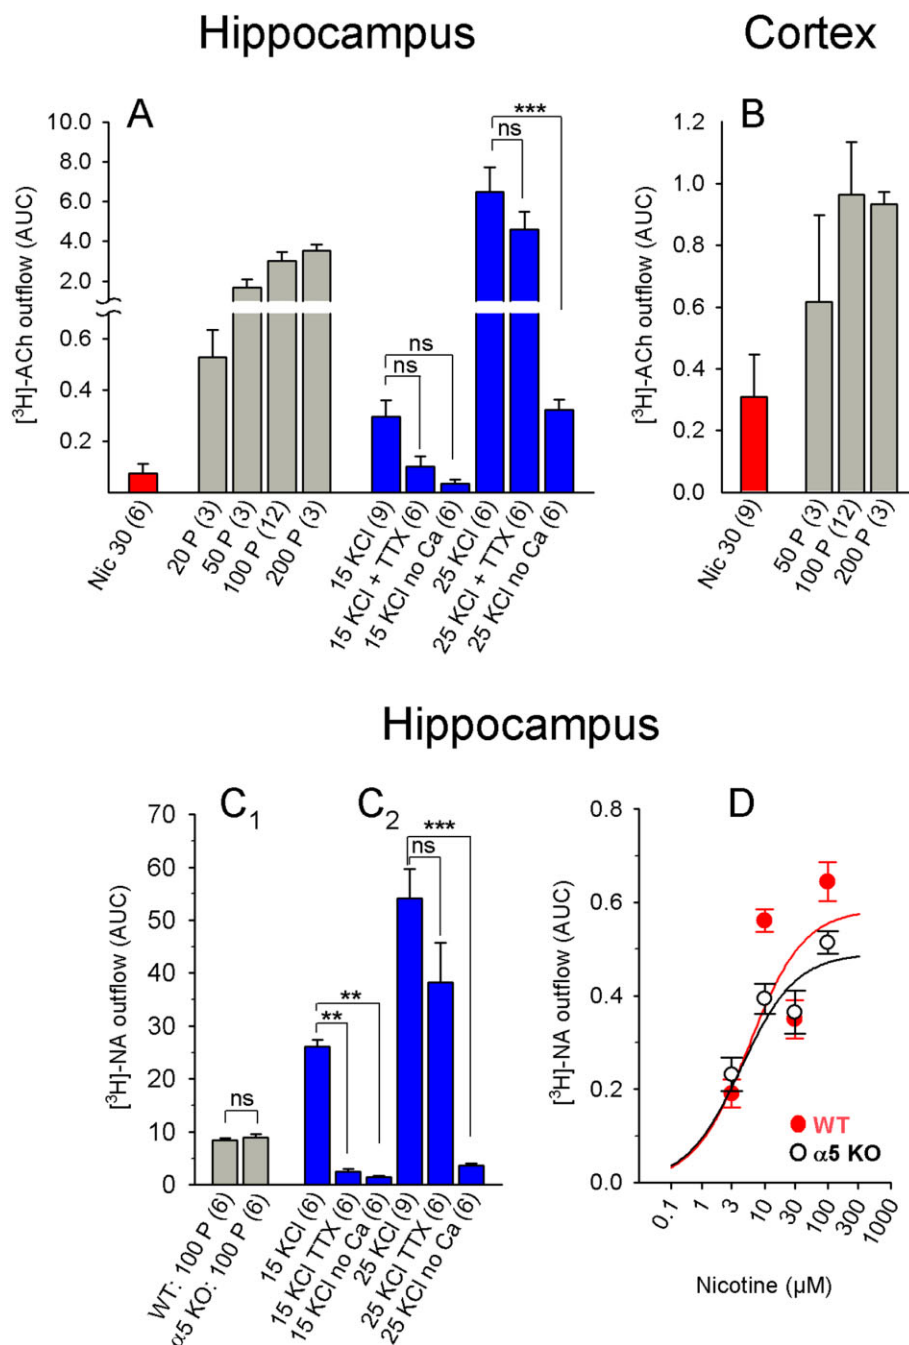 Hippocampus
Cortex
A
[³H]-ACh outflow (AUC)
10.0
8.0
6.0
4.0
2.0
0.6
0.4
0.2
ns
ns
ns
***
Nic 30 (6)
20 P (3)
50 P (3)
100 P (12)
200 P (3)
15 KCl (9)
15 KCl + TTX (6)
15 KCl no Ca (6)
25 KCl (6)
25 KCl + TTX (6)
25 KCl no Ca (6)
B
[³H]-ACh outflow (AUC)
1.2
1.0
0.8
0.6
0.4
0.2
0.0
Nic 30 (9)
50 P (3)
100 P (12)
200 P (3)
Hippocampus
C₁
C₂
[³H]-NA outflow (AUC)
70
60
50
40
30
20
10
0
ns
**
**
ns
***
WT: 100 P (6)
α5 KO: 100 P (6)
15 KCl (6)
15 KCl TTX (6)
15 KCl no Ca (6)
25 KCl (9)
25 KCl TTX (6)
25 KCl no Ca (6)
D
[³H]-NA outflow (AUC)
0.8
0.6
0.4
0.2
0.0
WT
α5 KO
0.1
1
3
10
30
100
300
1000
Nicotine (µM)